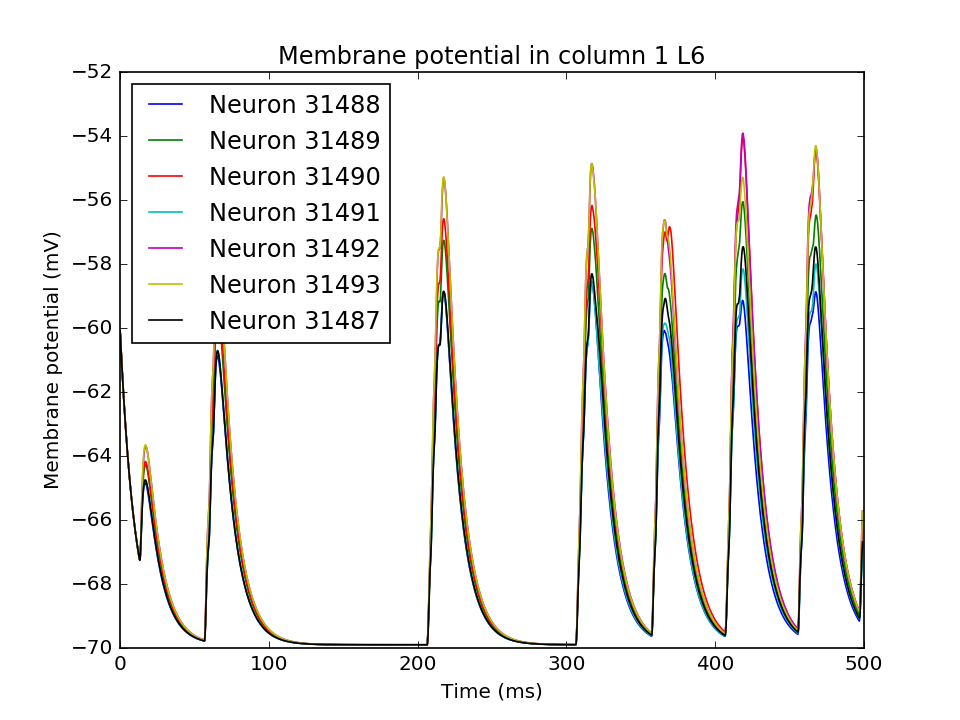 Membrane potential in column 1 L6
−52
−54
−56
−58
−60
−62
−64
−66
−68
−70
Membrane potential (mV)
Neuron 31488
Neuron 31489
Neuron 31490
Neuron 31491
Neuron 31492
Neuron 31493
Neuron 31487
0 100 200 300 400 500
Time (ms)